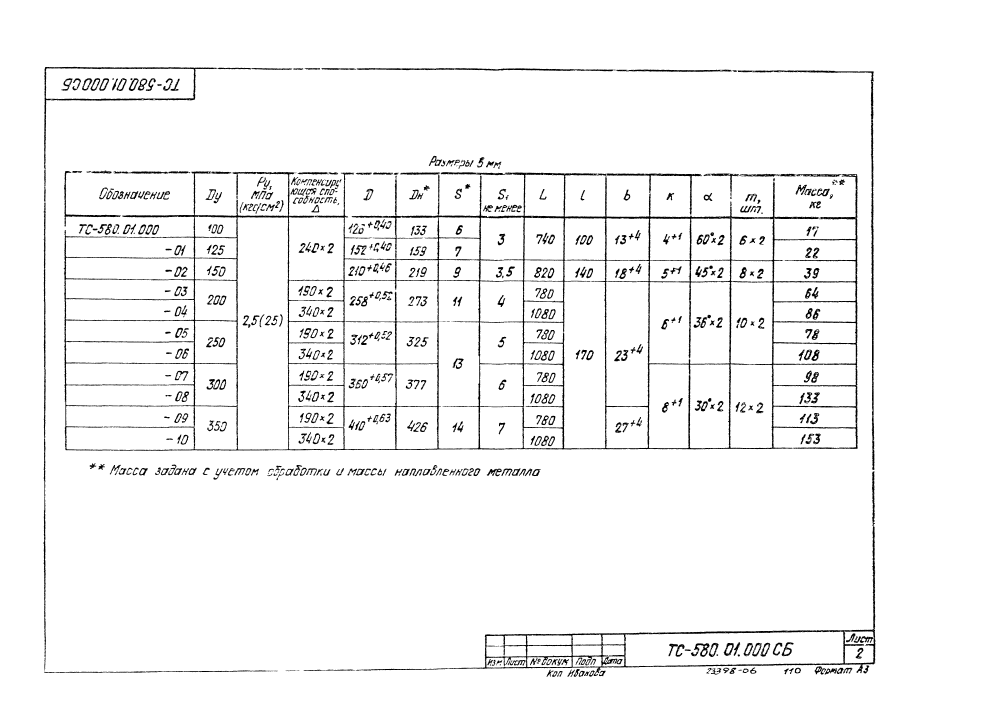 ТС-580.01.000СБ
Размеры в мм
Обозначение | Dу | Ру, МПа (кгс/см²) | Компенсирующая способность, Δ | D | Dн* | S* | S₁ не менее | L | l | b | к | α | m, шт. | Масса,** кг
ТС-580.01.000 | 100 | 2,5(25) | 240×2 | 126+0,40 | 133 | 6 | 3 | 740 | 100 | 13+4 | 4+1 | 60°×2 | 6×2 | 17
-01 | 125 | 152+0,40 | 159 | 7 | 22
-02 | 150 | 210+0,46 | 219 | 9 | 3,5 | 820 | 140 | 18+4 | 5+1 | 45°×2 | 8×2 | 39
-03 | 200 | 190×2 | 258+0,52 | 273 | 11 | 4 | 780 | 170 | 23+4 | 6+1 | 36°×2 | 10×2 | 64
-04 | 340×2 | 1080 | 86
-05 | 250 | 190×2 | 312+0,52 | 325 | 13 | 5 | 780 | 78
-06 | 340×2 | 1080 | 108
-07 | 300 | 190×2 | 360+0,57 | 377 | 6 | 780 | 8+1 | 30°×2 | 12×2 | 98
-08 | 340×2 | 1080 | 133
-09 | 350 | 190×2 | 410+0,63 | 426 | 14 | 7 | 780 | 27+4 | 113
-10 | 340×2 | 1080 | 153
** Масса задана с учетом обработки и массы наплавленного металла
Изм Лист № докум Подп Дата
ТС-580.01.000 СБ
Лист
2
Коп Иванова
23398-06 110 Формат А3